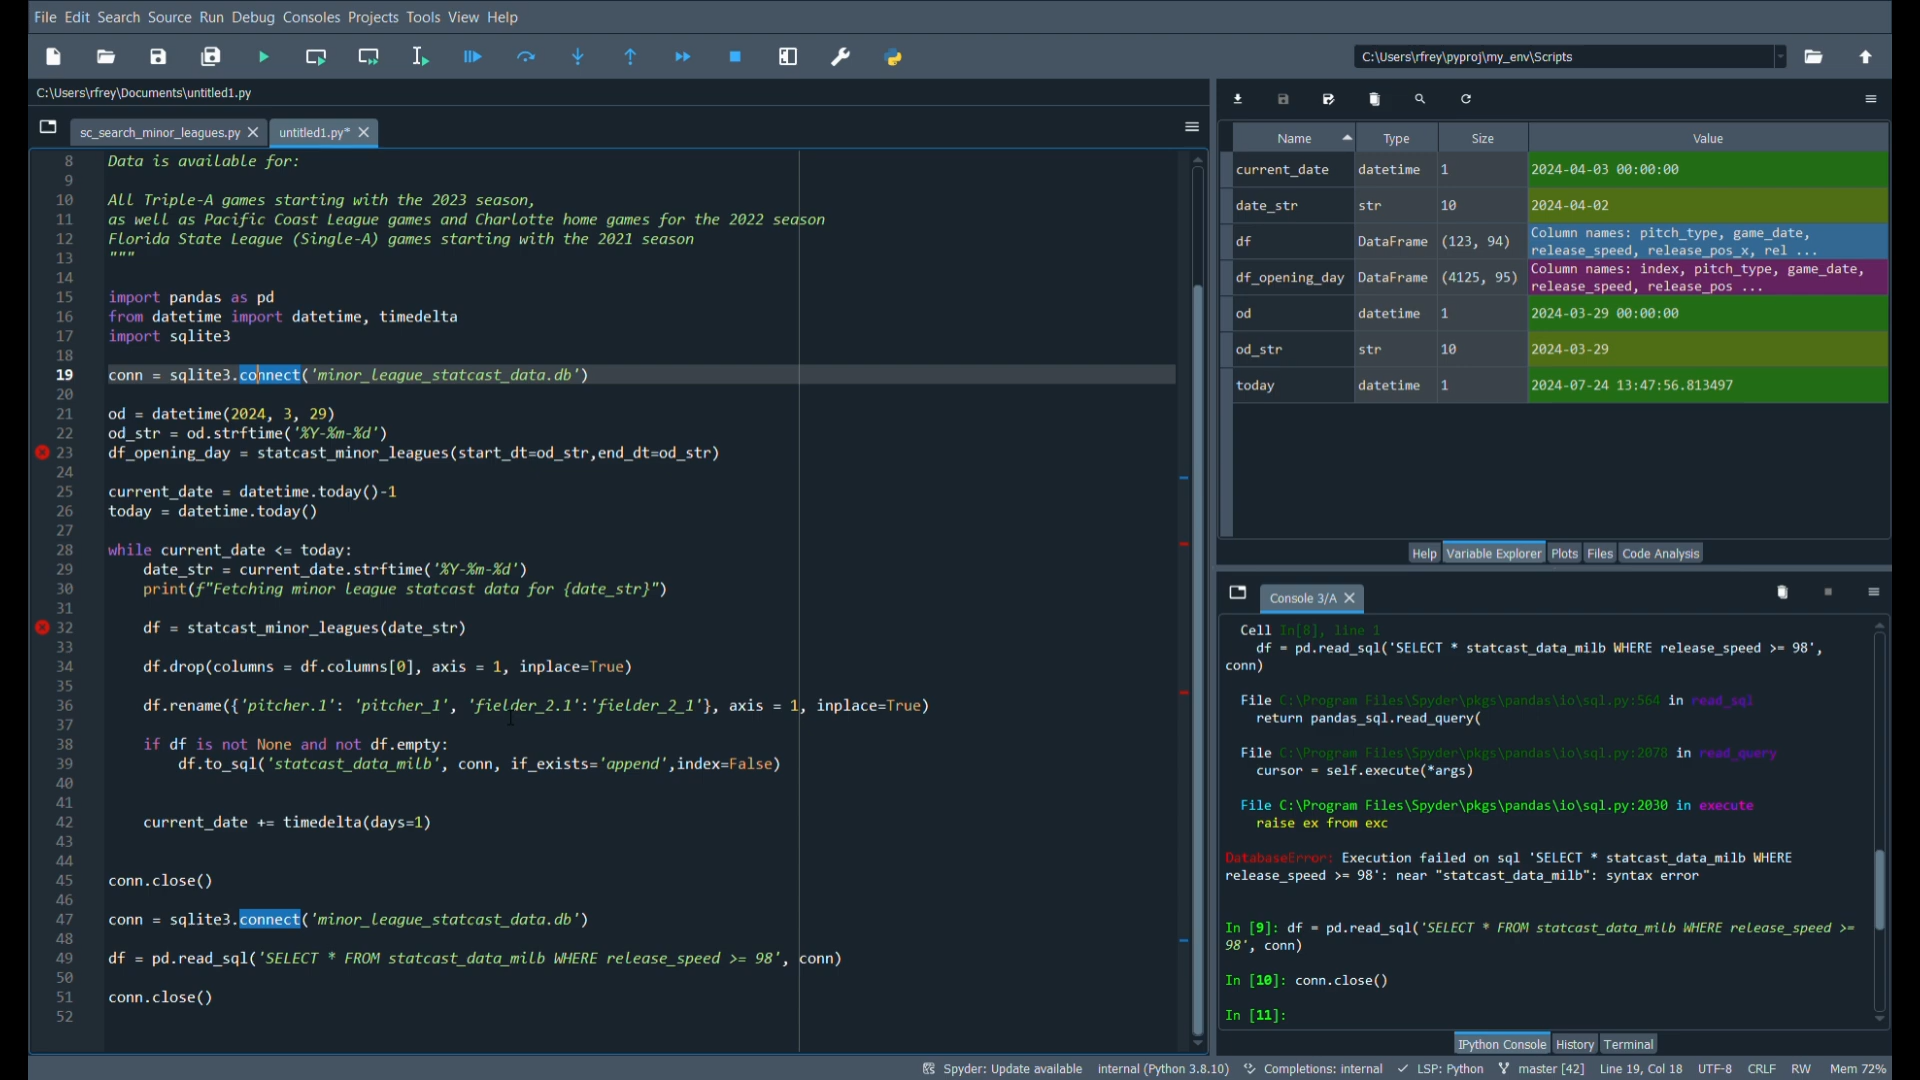 File Edit Search Source Run Debug Consoles Projects Tools View Help
C:\Users\rfrey\pyproj\my_env\Scripts
C:\Users\rfrey\Documents\untitled1.py
sc_search_minor_leagues.py
untitled1.py*
8 Data is available for:
9
10 All Triple-A games starting with the 2023 season,
11 as well as Pacific Coast League games and Charlotte home games for the 2022 season
12 Florida State League (Single-A) games starting with the 2021 season
13 """
14
15 import pandas as pd
16 from datetime import datetime, timedelta
17 import sqlite3
18
19 conn = sqlite3.connect('minor_league_statcast_data.db')
20
21 od = datetime(2024, 3, 29)
22 od_str = od.strftime('%Y-%m-%d')
23 df_opening_day = statcast_minor_leagues(start_dt=od_str,end_dt=od_str)
24
25 current_date = datetime.today()-1
26 today = datetime.today()
27
28 while current_date <= today:
29 date_str = current_date.strftime('%Y-%m-%d')
30 print(f"Fetching minor league statcast data for {date_str}")
31
32 df = statcast_minor_leagues(date_str)
33
34 df.drop(columns = df.columns[0], axis = 1, inplace=True)
35
36 df.rename({'pitcher.1': 'pitcher_1', 'fielder_2.1':'fielder_2_1'}, axis = 1, inplace=True)
37
38 if df is not None and not df.empty:
39 df.to_sql('statcast_data_milb', conn, if_exists='append',index=False)
40
41
42 current_date += timedelta(days=1)
43
44
45 conn.close()
46
47 conn = sqlite3.connect('minor_league_statcast_data.db')
48
49 df = pd.read_sql('SELECT * FROM statcast_data_milb WHERE release_speed >= 98', conn)
50
51 conn.close()
52
Name Type Size Value
current_date datetime 1 2024-04-03 00:00:00
date_str str 10 2024-04-02
df DataFrame (123, 94) Column names: pitch_type, game_date,
release_speed, release_pos_x, rel ...
df_opening_day DataFrame (4125, 95) Column names: index, pitch_type, game_date,
release_speed, release_pos ...
od datetime 1 2024-03-29 00:00:00
od_str str 10 2024-03-29
today datetime 1 2024-07-24 13:47:56.813497
Help Variable Explorer Plots Files Code Analysis
Console 3/A
Cell In[8], line 1
df = pd.read_sql('SELECT * statcast_data_milb WHERE release_speed >= 98',
conn)
File C:\Program Files\Spyder\pkgs\pandas\io\sql.py:564 in read_sql
return pandas_sql.read_query(
File C:\Program Files\Spyder\pkgs\pandas\io\sql.py:2078 in read_query
cursor = self.execute(*args)
File C:\Program Files\Spyder\pkgs\pandas\io\sql.py:2030 in execute
raise ex from exc
DatabaseError: Execution failed on sql 'SELECT * statcast_data_milb WHERE
release_speed >= 98': near "statcast_data_milb": syntax error
In [9]: df = pd.read_sql('SELECT * FROM statcast_data_milb WHERE release_speed >=
98', conn)
In [10]: conn.close()
In [11]:
IPython Console History Terminal
Spyder: Update available internal (Python 3.8.10) Completions: internal LSP: Python master [42] Line 19, Col 18 UTF-8 CRLF RW Mem 72%